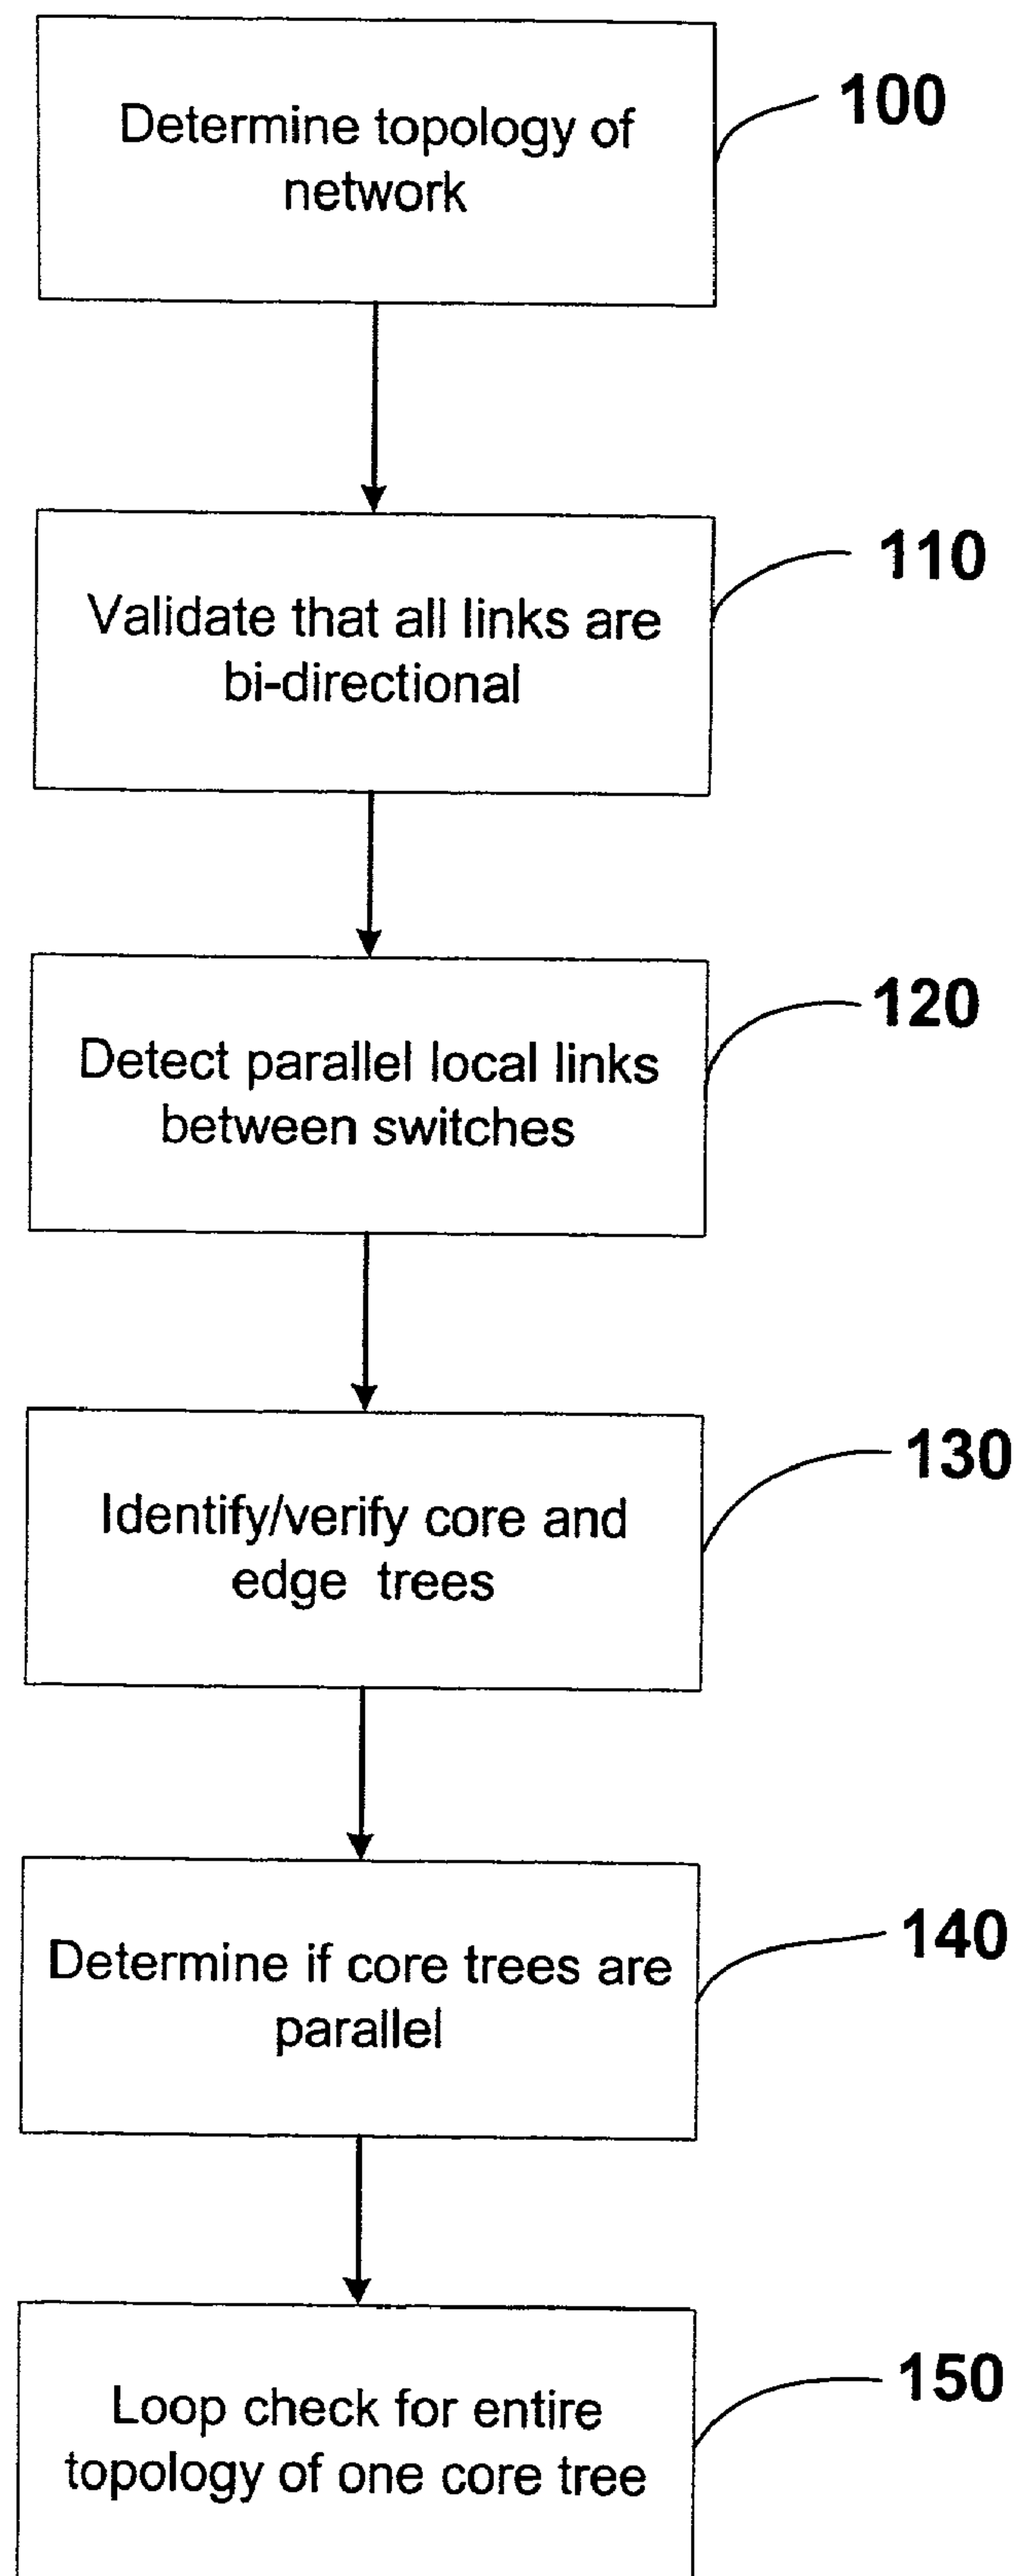 Determine topology of
network
100
Validate that all links are
bi-directional
110
Detect parallel local links
between switches
120
Identify/verify core and
edge trees
130
Determine if core trees are
parallel
140
Loop check for entire
topology of one core tree
150